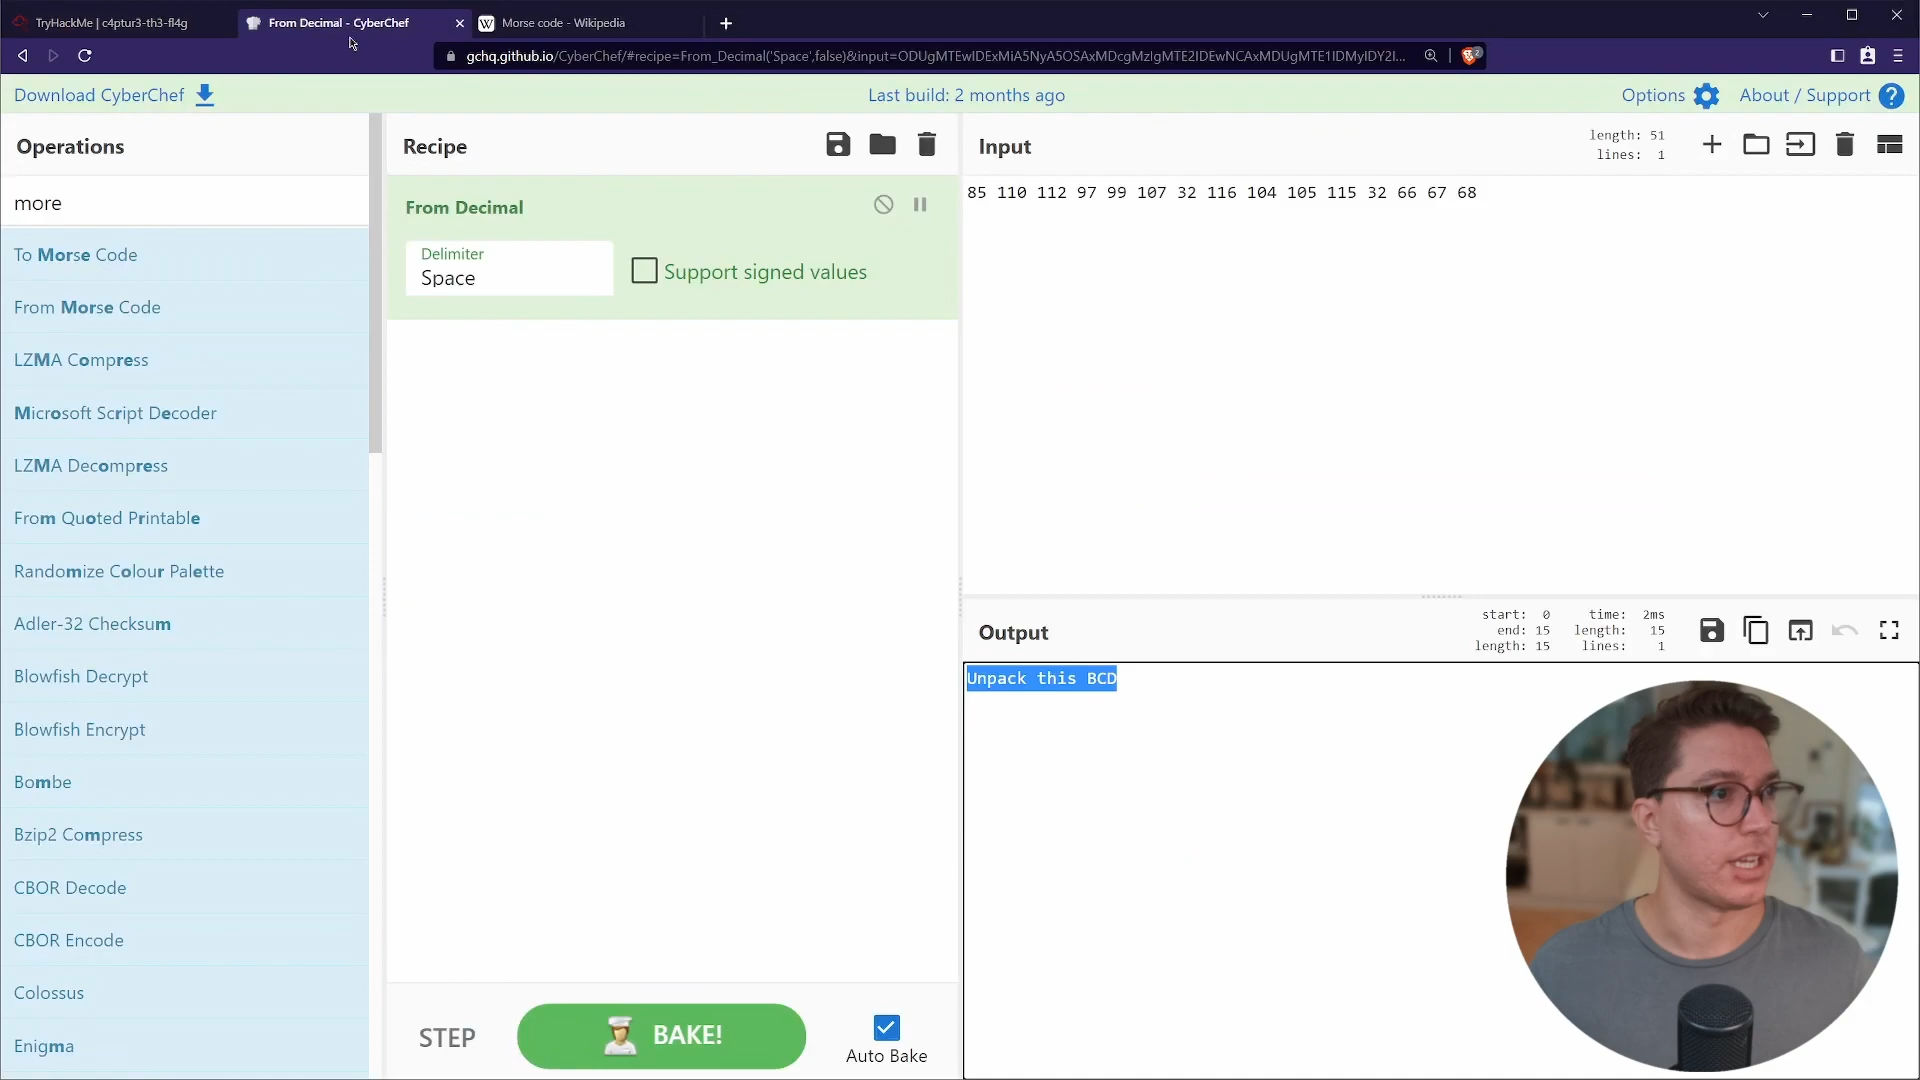 TryHackMe | c4ptur3-th3-fl4g
From Decimal - CyberChef
Morse code - Wikipedia
gchq.github.io/CyberChef/#recipe=From_Decimal('Space',false)&input=ODUgMTEwIDExMiA5NyA5OSAxMDcgMzIgMTE2IDEwNCAxMDUgMTE1IDMyIDY2I...
2
Download CyberChef
Last build: 2 months ago
Options
About / Support
Operations
more
To Morse Code
From Morse Code
LZMA Compress
Microsoft Script Decoder
LZMA Decompress
From Quoted Printable
Randomize Colour Palette
Adler-32 Checksum
Blowfish Decrypt
Blowfish Encrypt
Bombe
Bzip2 Compress
CBOR Decode
CBOR Encode
Colossus
Enigma
Recipe
From Decimal
Delimiter
Space
Support signed values
STEP
BAKE!
Auto Bake
Input
length: 51
lines: 1
85 110 112 97 99 107 32 116 104 105 115 32 66 67 68
Output
start: 0 time: 2ms
end: 15 length: 15
length: 15 lines: 1
Unpack this BCD